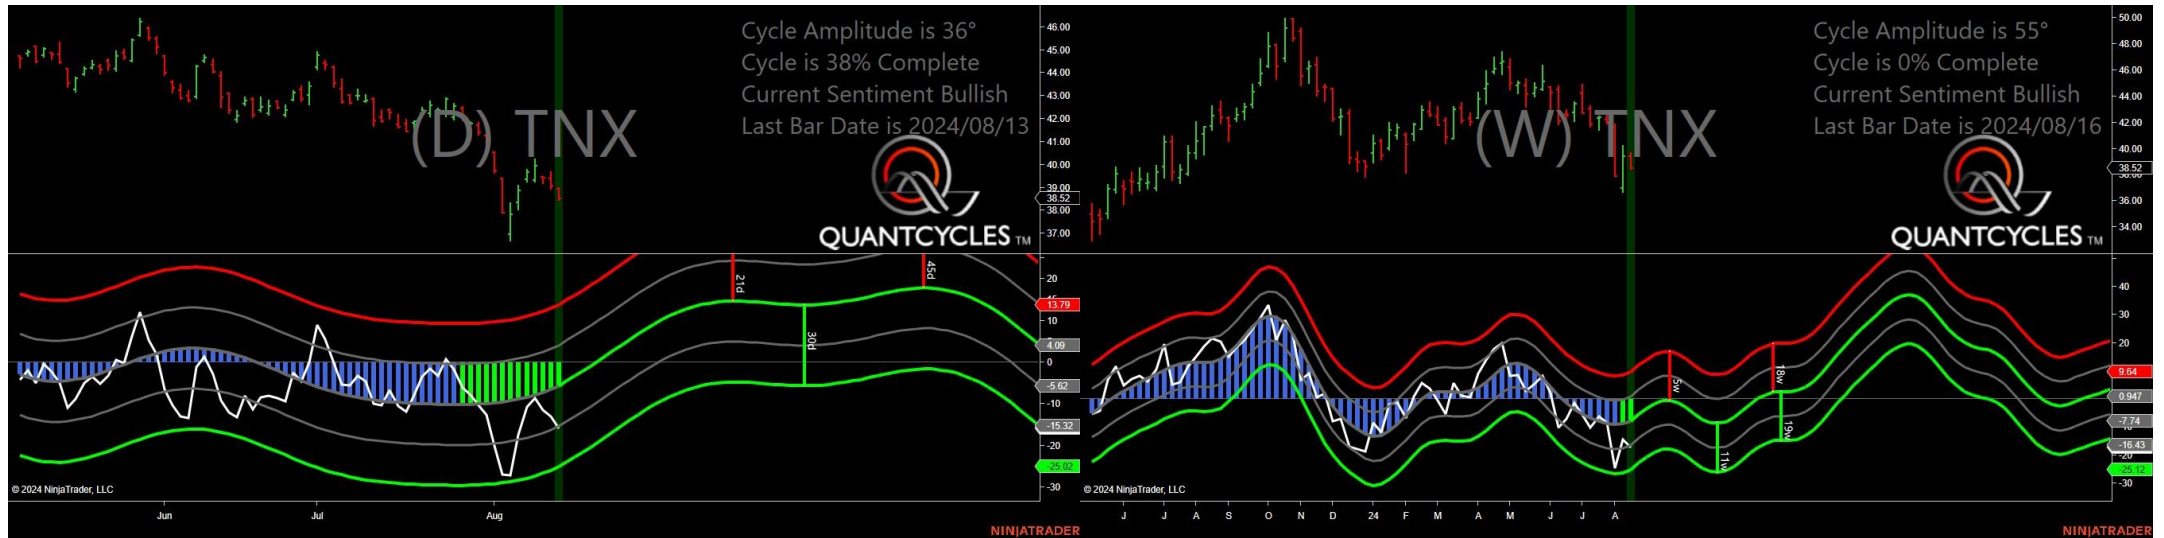 Cycle Amplitude is 36°
Cycle is 38% Complete
Current Sentiment Bullish
Last Bar Date is 2024/08/13
(D) TNX
QUANTCYCLES TM
46.00
45.00
44.00
43.00
42.00
41.00
40.00
39.00
38.52
38.00
37.00
21d
45d
30d
20
13.79
10
4.09
0
-5.62
-10
-15.32
-20
-25.02
-30
© 2024 NinjaTrader, LLC
Jun Jul Aug
NINJATRADER
Cycle Amplitude is 55°
Cycle is 0% Complete
Current Sentiment Bullish
Last Bar Date is 2024/08/16
(W) TNX
QUANTCYCLES TM
50.00
48.00
46.00
44.00
42.00
40.00
38.52
36.00
34.00
5w
11w
18w
19w
40
30
20
9.64
0.947
-7.74
-16.43
-20
-25.12
-30
© 2024 NinjaTrader, LLC
J J A S O N D 24 F M A M J J A
NINJATRADER